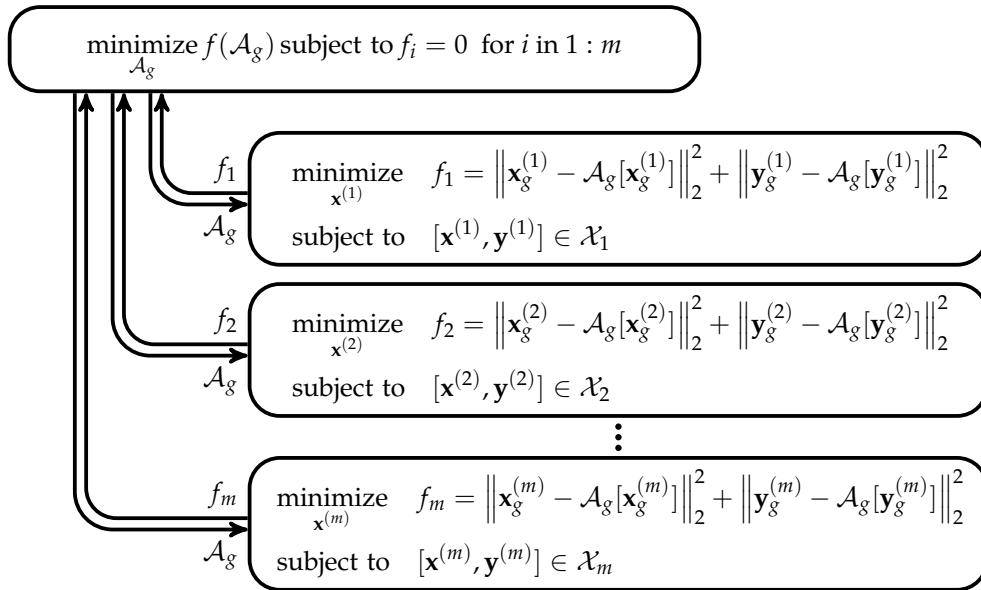 minimize f(𝒜_g) subject to f_i = 0 for i in 1 : m
𝒜_g
f_1
𝒜_g
minimize f_1 = ‖𝐱_g^(1) − 𝒜_g[𝐱_g^(1)]‖_2^2 + ‖𝐲_g^(1) − 𝒜_g[𝐲_g^(1)]‖_2^2
𝐱^(1)
subject to [𝐱^(1), 𝐲^(1)] ∈ 𝒳_1
f_2
𝒜_g
minimize f_2 = ‖𝐱_g^(2) − 𝒜_g[𝐱_g^(2)]‖_2^2 + ‖𝐲_g^(2) − 𝒜_g[𝐲_g^(2)]‖_2^2
𝐱^(2)
subject to [𝐱^(2), 𝐲^(2)] ∈ 𝒳_2
⋮
f_m
𝒜_g
minimize f_m = ‖𝐱_g^(m) − 𝒜_g[𝐱_g^(m)]‖_2^2 + ‖𝐲_g^(m) − 𝒜_g[𝐲_g^(m)]‖_2^2
𝐱^(m)
subject to [𝐱^(m), 𝐲^(m)] ∈ 𝒳_m